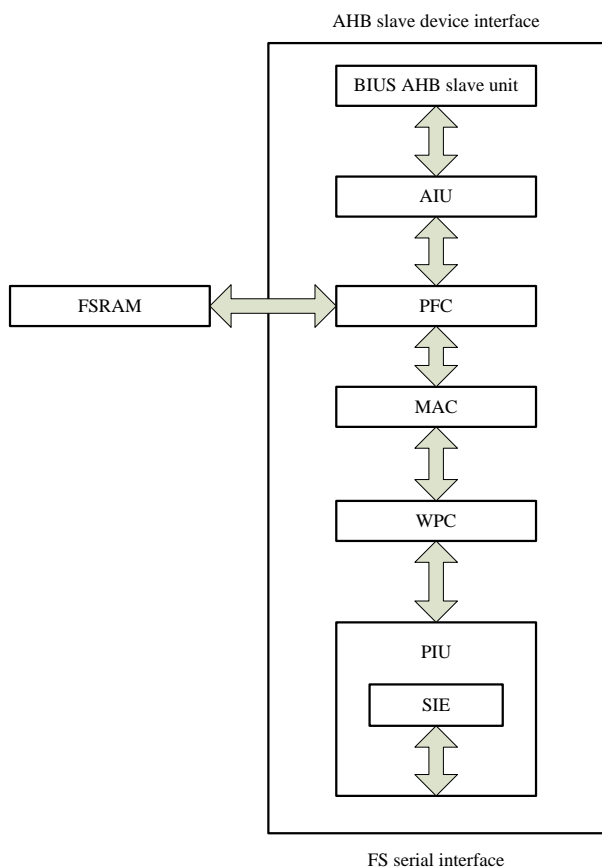 AHB slave device interface
BIUS AHB slave unit
AIU
FSRAM
PFC
MAC
WPC
PIU
SIE
FS serial interface